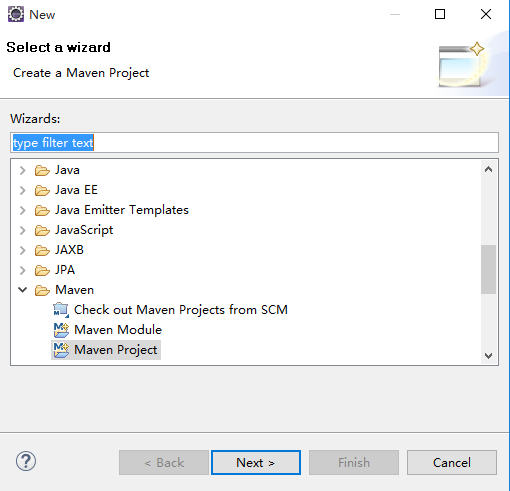 New
Select a wizard
Create a Maven Project
Wizards:
type filter text
Java
Java EE
Java Emitter Templates
JavaScript
JAXB
JPA
Maven
Check out Maven Projects from SCM
Maven Module
Maven Project
? < Back Next > Finish Cancel